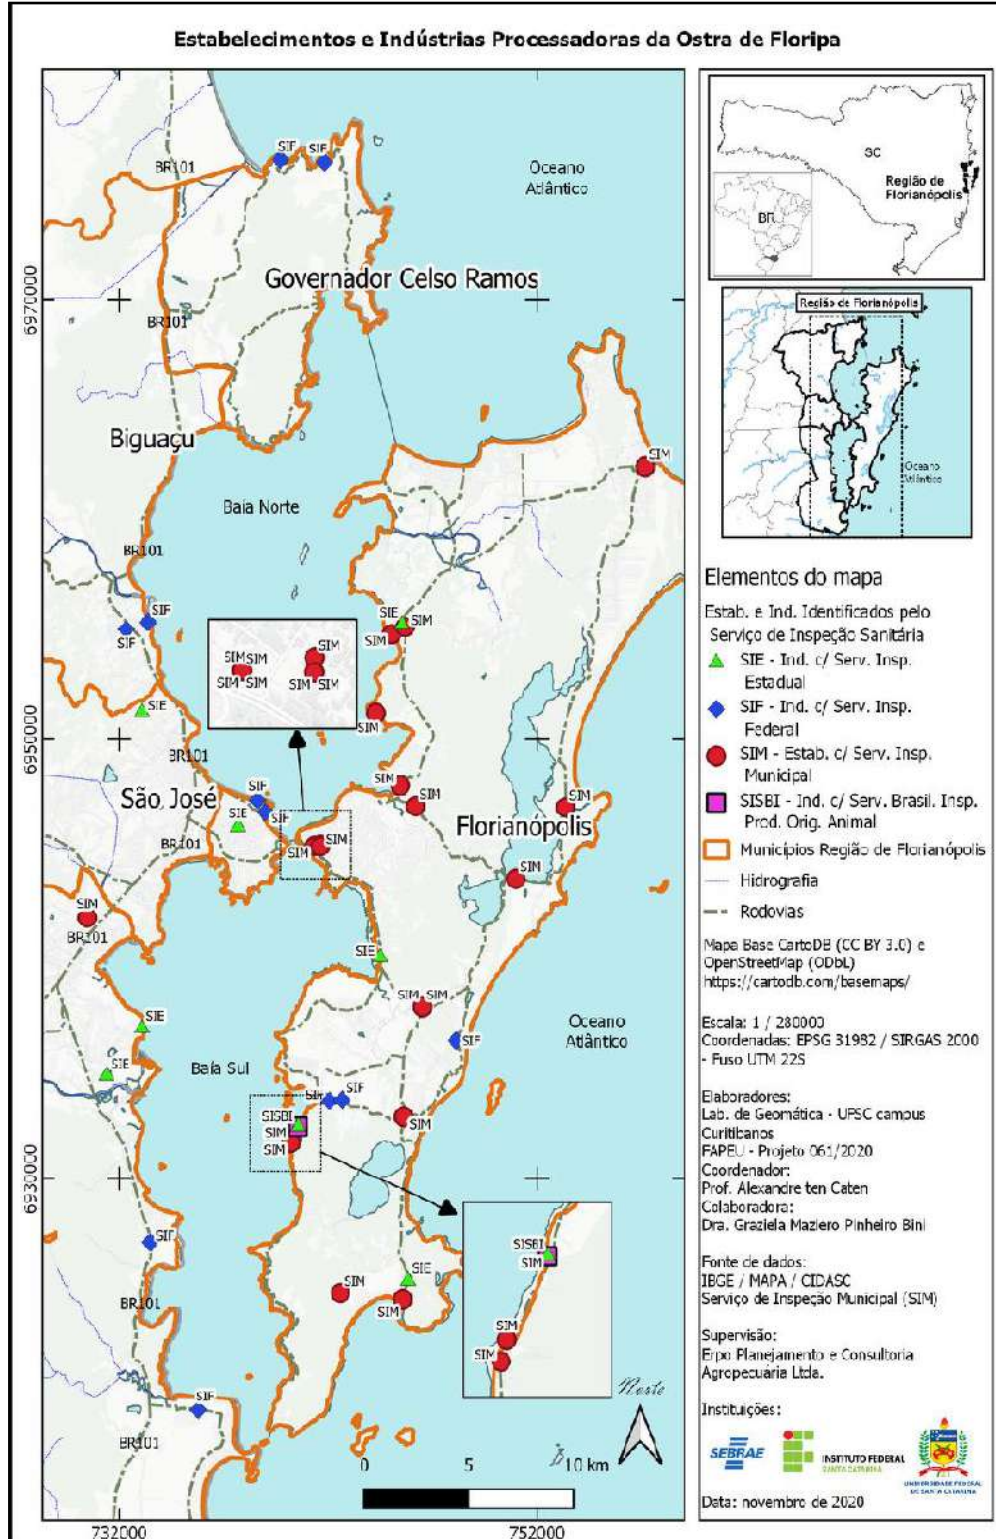 Estabelecimentos e Indústrias Processadoras da Ostra de Floripa
SIF
SIF
BR101
Oceano
Atlântico
Governador Celso Ramos
6970000
BR101
Biguaçu
SIM
Baía Norte
BR101
SIF
SIF
SIE
SIM
SIM
SIM
SIM SIM
SIM SIM
SIM SIM
SIE
SIM
6950000
BR101
São José
SIF
SIF
SIE
SIM
SIM
SIM
Florianópolis
BR101
SIM
SIM
SIM
SIM
BR101
SIE
SIM SIM
SIE
SIF
Oceano
Atlântico
SIE
Baía Sul
SIF
SIF
SISBI
SIM
SIM
SIM
6930000
SIF
SISBI
SIM
SIE
SIM
SIM
BR101
SIM
SIM
SIF
Norte
BR101
0 5 10 km
732000
752000
SC
Região de
Florianópolis
BR
Região de Florianópolis
Oceano
Atlântico
Elementos do mapa
Estab. e Ind. Identificados pelo
Serviço de Inspeção Sanitária
SIE - Ind. c/ Serv. Insp.
Estadual
SIF - Ind. c/ Serv. Insp.
Federal
SIM - Estab. c/ Serv. Insp.
Municipal
SISBI - Ind. c/ Serv. Brasil. Insp.
Prod. Orig. Animal
Municípios Região de Florianópolis
Hidrografia
Rodovias
Mapa Base CartoDB (CC BY 3.0) e
OpenStreetMap (ODbL)
https://cartodb.com/basemaps/
Escala: 1 / 280000
Coordenadas: EPSG 31982 / SIRGAS 2000
- Fuso UTM 22S
Elaboradores:
Lab. de Geomática - UFSC campus
Curitibanos
FAPEU - Projeto 061/2020
Coordenador:
Prof. Alexandre ten Caten
Colaboradora:
Dra. Graziela Maziero Pinheiro Bini
Fonte de dados:
IBGE / MAPA / CIDASC
Serviço de Inspeção Municipal (SIM)
Supervisão:
Erpo Planejamento e Consultoria
Agropecuária Ltda.
Instituições:
SEBRAE
INSTITUTO FEDERAL
SANTA CATARINA
UNIVERSIDADE FEDERAL
DE SANTA CATARINA
Data: novembro de 2020